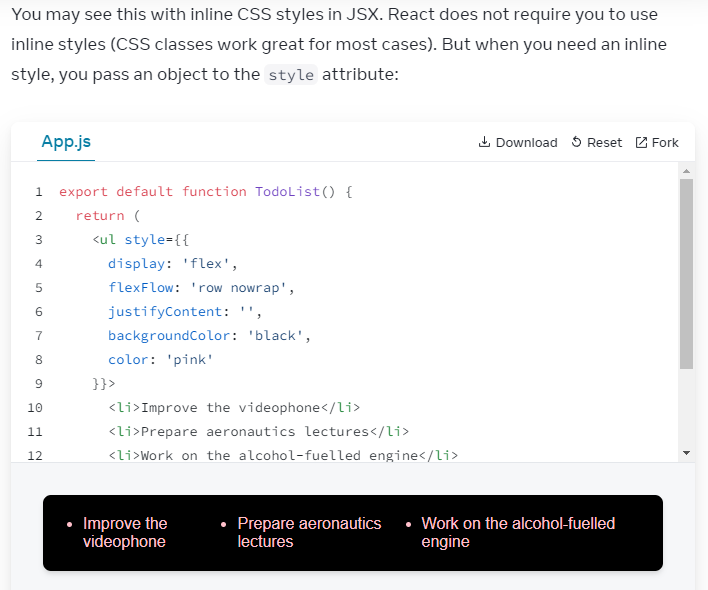 You may see this with inline CSS styles in JSX. React does not require you to use
inline styles (CSS classes work great for most cases). But when you need an inline
style, you pass an object to the style attribute:
App.js Download Reset Fork
1 export default function TodoList() {
2   return (
3     <ul style={{
4       display: 'flex',
5       flexFlow: 'row nowrap',
6       justifyContent: '',
7       backgroundColor: 'black',
8       color: 'pink'
9     }}>
10       <li>Improve the videophone</li>
11       <li>Prepare aeronautics lectures</li>
12       <li>Work on the alcohol-fuelled engine</li>
• Improve the
videophone
• Prepare aeronautics
lectures
• Work on the alcohol-fuelled
engine